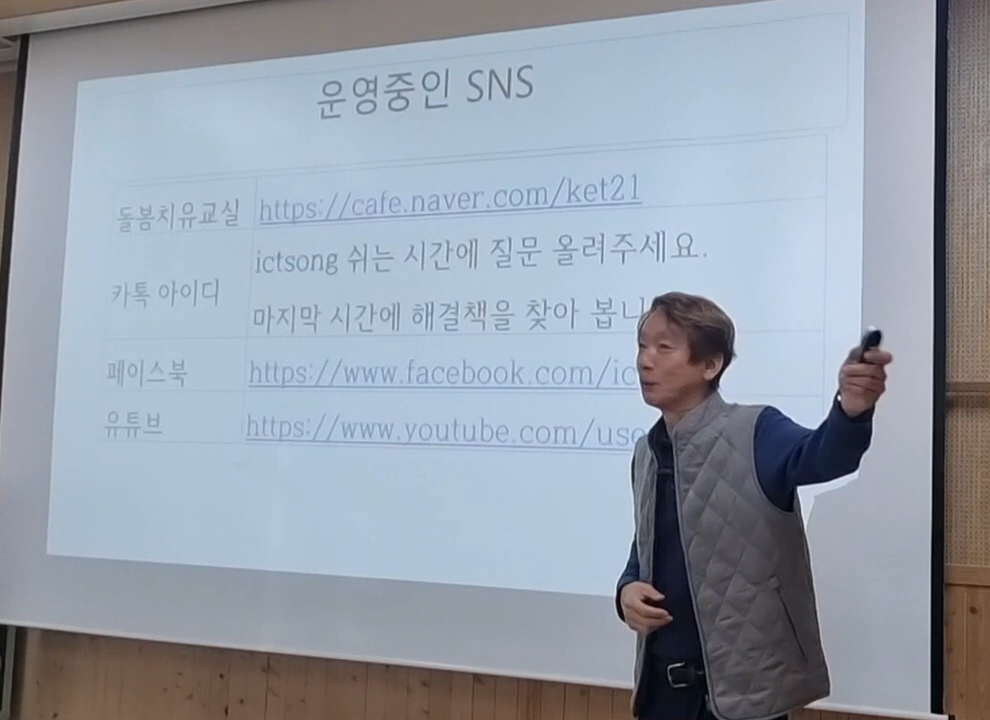 운영중인 SNS
돌봄치유교실 https://cafe.naver.com/ket21
카톡 아이디 ictsong 쉬는 시간에 질문 올려주세요.
마지막 시간에 해결책을 찾아
페이스북 https://www.facebook.com/ic
유튜브 https://www.youtube.com/use